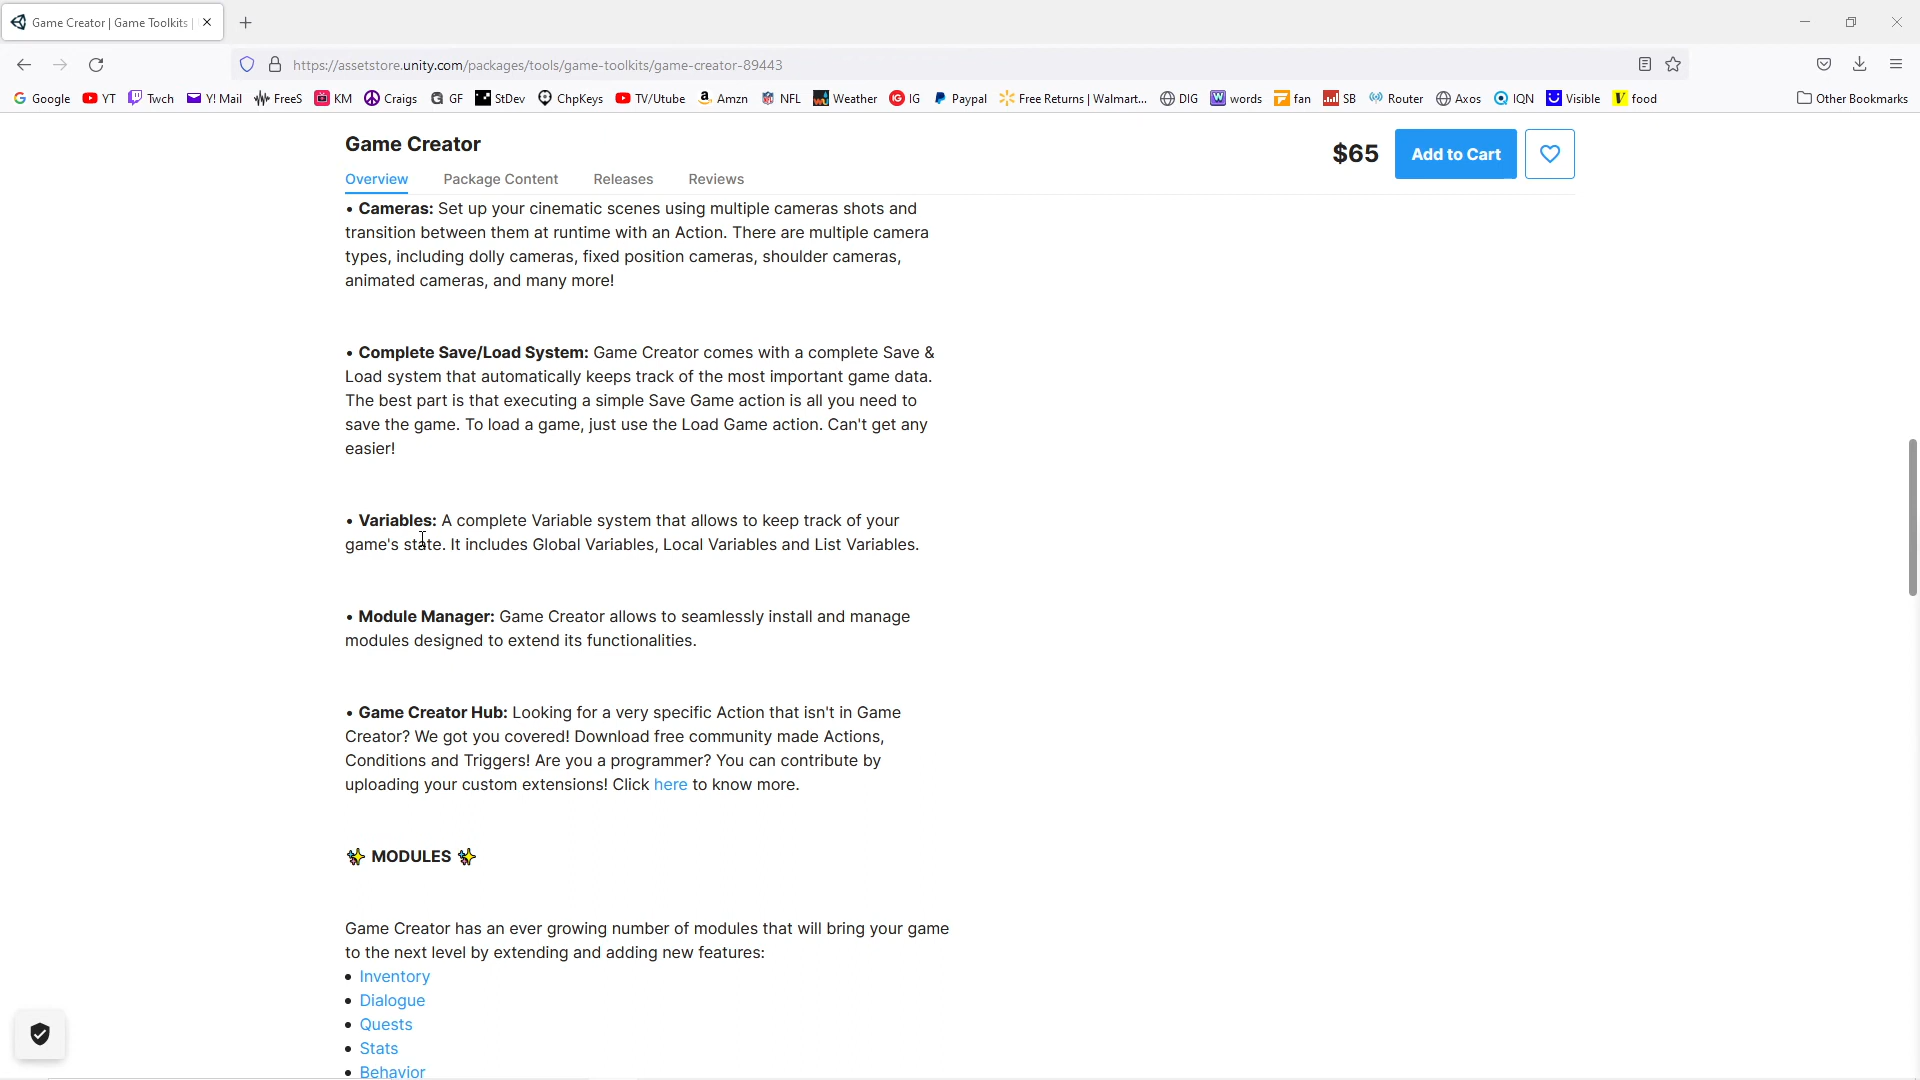 Game Creator | Game Toolkits |
https://assetstore.unity.com/packages/tools/game-toolkits/game-creator-89443
Google YT Twch Y! Mail FreeS KM Craigs GF StDev ChpKeys TV/Utube Amzn NFL Weather IG Paypal Free Returns | Walmart... DIG words fan SB Router Axos IQN Visible food Other Bookmarks
Game Creator
$65 Add to Cart
Overview Package Content Releases Reviews
• Cameras: Set up your cinematic scenes using multiple cameras shots and
transition between them at runtime with an Action. There are multiple camera
types, including dolly cameras, fixed position cameras, shoulder cameras,
animated cameras, and many more!
• Complete Save/Load System: Game Creator comes with a complete Save &
Load system that automatically keeps track of the most important game data.
The best part is that executing a simple Save Game action is all you need to
save the game. To load a game, just use the Load Game action. Can't get any
easier!
• Variables: A complete Variable system that allows to keep track of your
game's state. It includes Global Variables, Local Variables and List Variables.
• Module Manager: Game Creator allows to seamlessly install and manage
modules designed to extend its functionalities.
• Game Creator Hub: Looking for a very specific Action that isn't in Game
Creator? We got you covered! Download free community made Actions,
Conditions and Triggers! Are you a programmer? You can contribute by
uploading your custom extensions! Click here to know more.
✨ MODULES ✨
Game Creator has an ever growing number of modules that will bring your game
to the next level by extending and adding new features:
• Inventory
• Dialogue
• Quests
• Stats
• Behavior